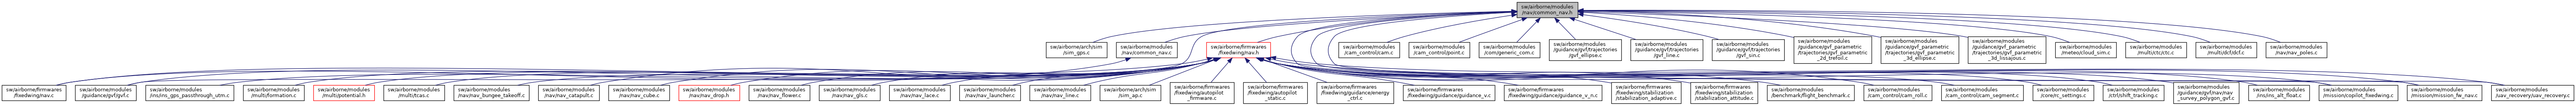 sw/airborne/modules
/nav/common_nav.h
sw/airborne/arch/sim
/sim_gps.c
sw/airborne/modules
/nav/common_nav.c
sw/airborne/firmwares
/fixedwing/nav.h
sw/airborne/modules
/cam_control/cam.c
sw/airborne/modules
/cam_control/point.c
sw/airborne/modules
/com/generic_com.c
sw/airborne/modules
/guidance/gvf/trajectories
/gvf_ellipse.c
sw/airborne/modules
/guidance/gvf/trajectories
/gvf_line.c
sw/airborne/modules
/guidance/gvf/trajectories
/gvf_sin.c
sw/airborne/modules
/guidance/gvf_parametric
/trajectories/gvf_parametric
_2d_trefoil.c
sw/airborne/modules
/guidance/gvf_parametric
/trajectories/gvf_parametric
_3d_ellipse.c
sw/airborne/modules
/guidance/gvf_parametric
/trajectories/gvf_parametric
_3d_lissajous.c
sw/airborne/modules
/meteo/cloud_sim.c
sw/airborne/modules
/multi/ctc/ctc.c
sw/airborne/modules
/multi/dcf/dcf.c
sw/airborne/modules
/nav/nav_poles.c
sw/airborne/firmwares
/fixedwing/nav.c
sw/airborne/modules
/guidance/gvf/gvf.c
sw/airborne/modules
/ins/ins_gps_passthrough_utm.c
sw/airborne/modules
/multi/formation.c
sw/airborne/modules
/multi/potential.h
sw/airborne/modules
/multi/tcas.c
sw/airborne/modules
/nav/nav_bungee_takeoff.c
sw/airborne/modules
/nav/nav_catapult.c
sw/airborne/modules
/nav/nav_cube.c
sw/airborne/modules
/nav/nav_drop.h
sw/airborne/modules
/nav/nav_flower.c
sw/airborne/modules
/nav/nav_gls.c
sw/airborne/modules
/nav/nav_lace.c
sw/airborne/modules
/nav/nav_launcher.c
sw/airborne/modules
/nav/nav_line.c
sw/airborne/arch/sim
/sim_ap.c
sw/airborne/firmwares
/fixedwing/autopilot
_firmware.c
sw/airborne/firmwares
/fixedwing/autopilot
_static.c
sw/airborne/firmwares
/fixedwing/guidance/energy
_ctrl.c
sw/airborne/firmwares
/fixedwing/guidance/guidance_v.c
sw/airborne/firmwares
/fixedwing/guidance/guidance_v_n.c
sw/airborne/firmwares
/fixedwing/stabilization
/stabilization_adaptive.c
sw/airborne/firmwares
/fixedwing/stabilization
/stabilization_attitude.c
sw/airborne/modules
/benchmark/flight_benchmark.c
sw/airborne/modules
/cam_control/cam_roll.c
sw/airborne/modules
/cam_control/cam_segment.c
sw/airborne/modules
/core/rc_settings.c
sw/airborne/modules
/ctrl/shift_tracking.c
sw/airborne/modules
/guidance/gvf/nav/nav
_survey_polygon_gvf.c
sw/airborne/modules
/ins/ins_alt_float.c
sw/airborne/modules
/mission/copilot_fixedwing.c
sw/airborne/modules
/mission/mission_fw_nav.c
sw/airborne/modules
/uav_recovery/uav_recovery.c